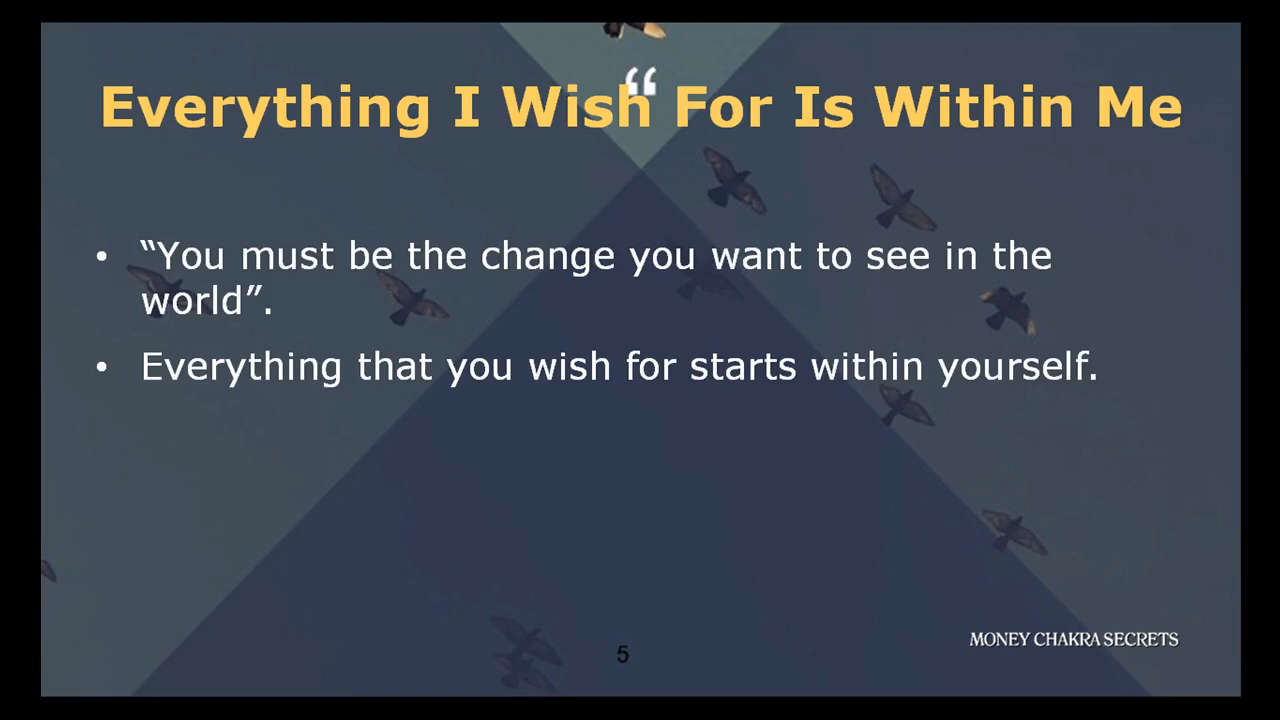 “
Everything I Wish For Is Within Me
• “You must be the change you want to see in the
world”.
• Everything that you wish for starts within yourself.
MONEY CHAKRA SECRETS
5